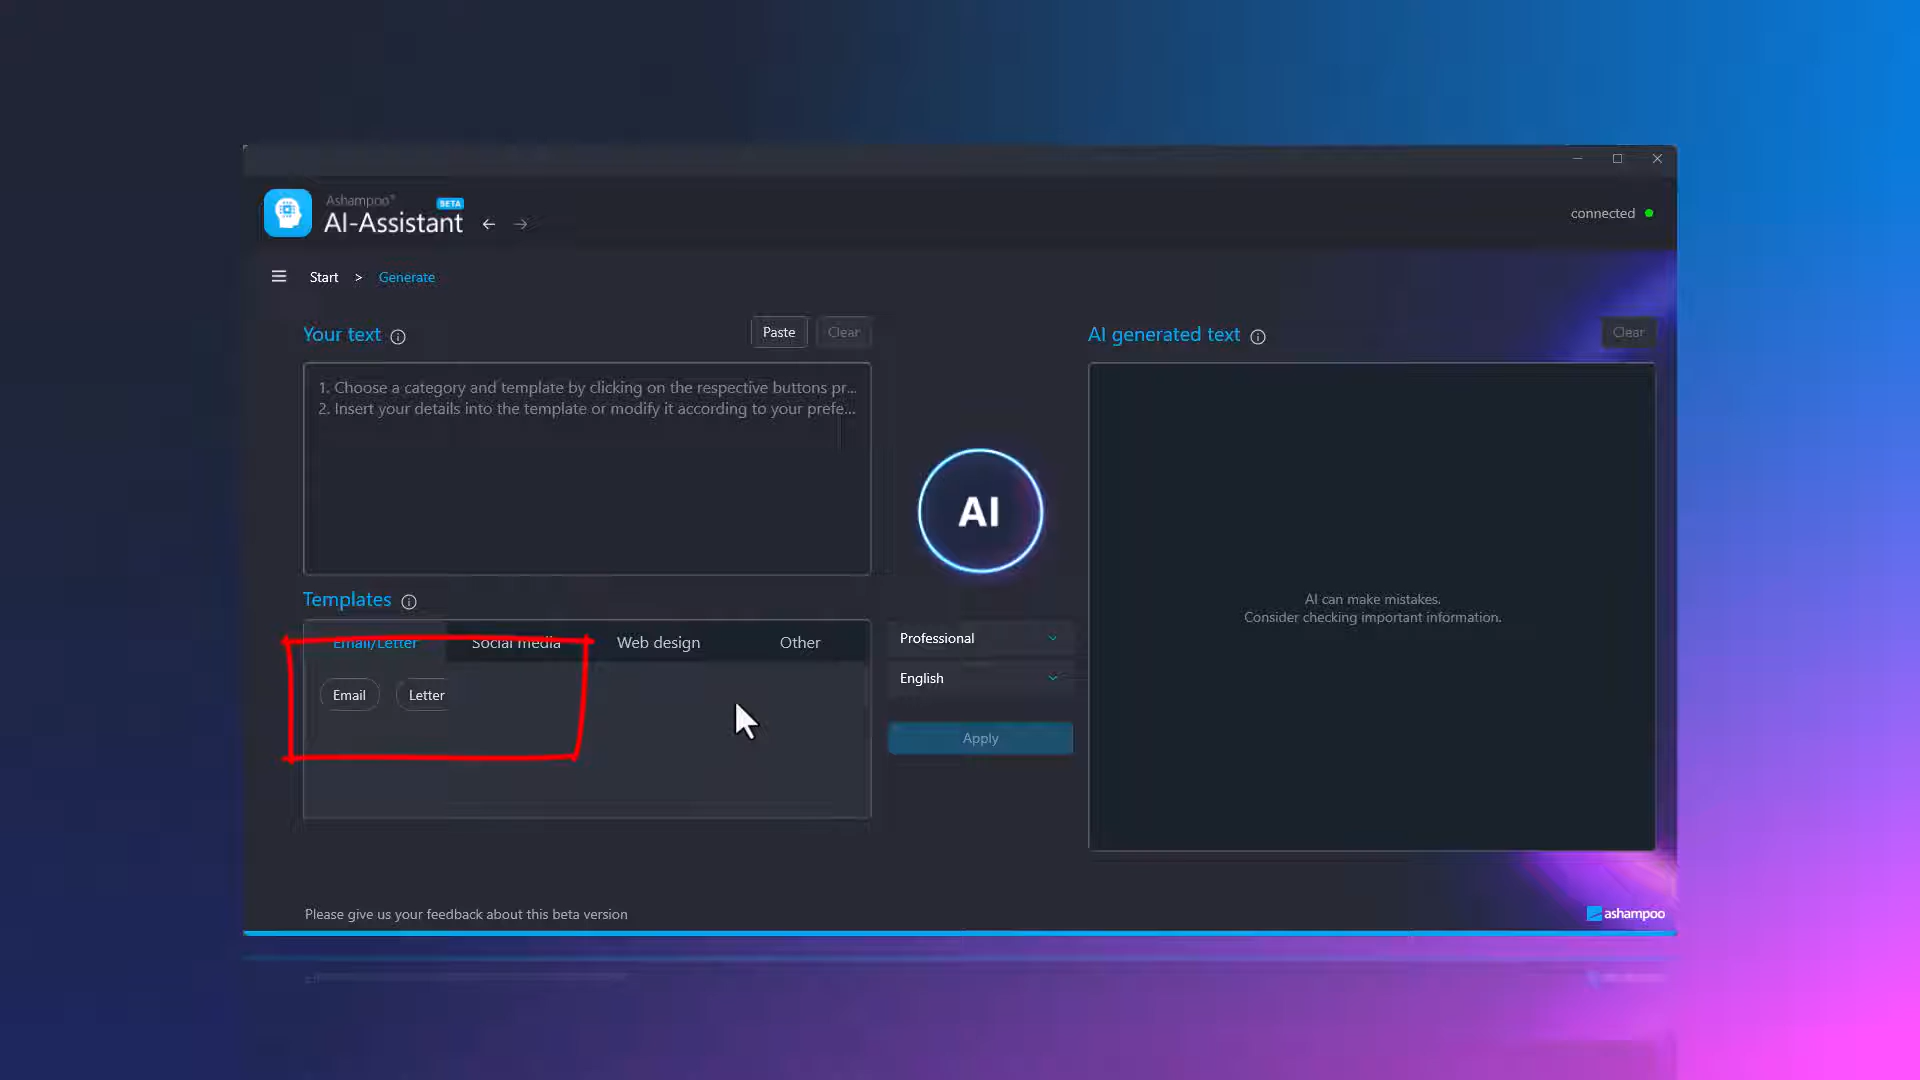 Ashampoo®
AI-Assistant
BETA
← →
connected
Start > Generate
Your text
Paste
Clear
AI generated text
Clear
1. Choose a category and template by clicking on the respective buttons pr...
2. Insert your details into the template or modify it according to your prefe...
AI
AI can make mistakes.
Consider checking important information.
Templates
Email/Letter
Social media
Web design
Other
Email
Letter
Professional
English
Apply
Please give us your feedback about this beta version
ashampoo